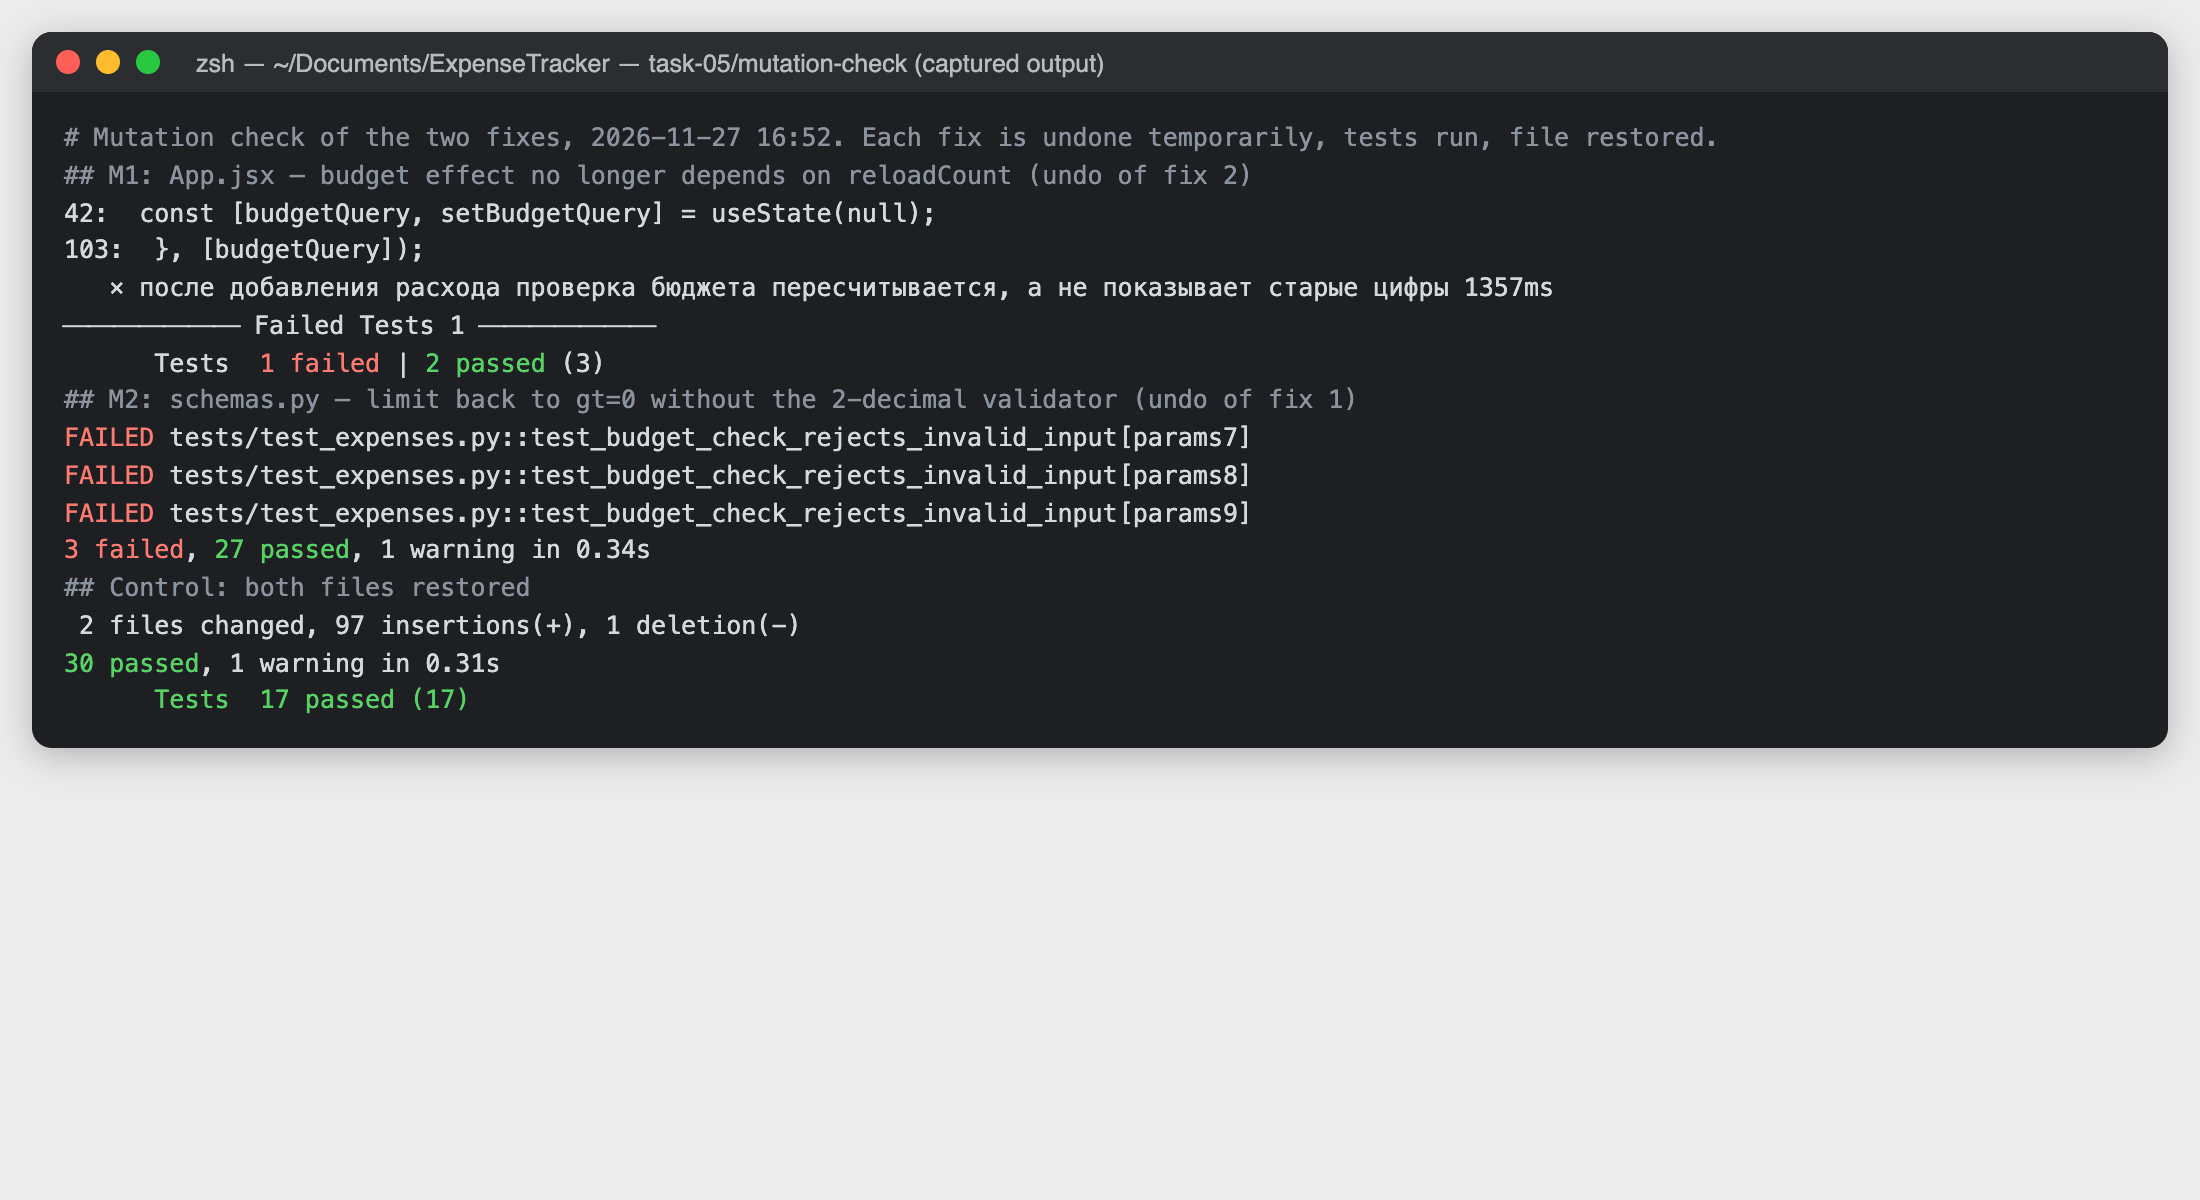 zsh — ~/Documents/ExpenseTracker — task-05/mutation-check (captured output)
# Mutation check of the two fixes, 2026-11-27 16:52. Each fix is undone temporarily, tests run, file restored.
## M1: App.jsx — budget effect no longer depends on reloadCount (undo of fix 2)
42:  const [budgetQuery, setBudgetQuery] = useState(null);
103:  }, [budgetQuery]);
   × после добавления расхода проверка бюджета пересчитывается, а не показывает старые цифры 1357ms
———————————— Failed Tests 1 ————————————
      Tests  1 failed | 2 passed (3)
## M2: schemas.py — limit back to gt=0 without the 2-decimal validator (undo of fix 1)
FAILED tests/test_expenses.py::test_budget_check_rejects_invalid_input[params7]
FAILED tests/test_expenses.py::test_budget_check_rejects_invalid_input[params8]
FAILED tests/test_expenses.py::test_budget_check_rejects_invalid_input[params9]
3 failed, 27 passed, 1 warning in 0.34s
## Control: both files restored
 2 files changed, 97 insertions(+), 1 deletion(-)
30 passed, 1 warning in 0.31s
      Tests  17 passed (17)